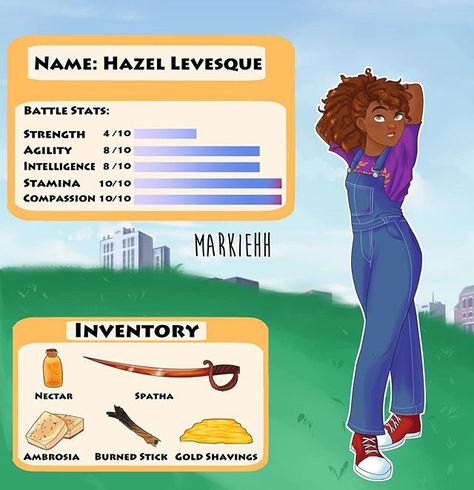 Name: Hazel Levesque
Battle Stats:
Strength 4/10
Agility 8/10
Intelligence 8/10
Stamina 10/10
Compassion 10/10
MARKIEHH
Inventory
Nectar
Spatha
Ambrosia
Burned Stick
Gold Shavings